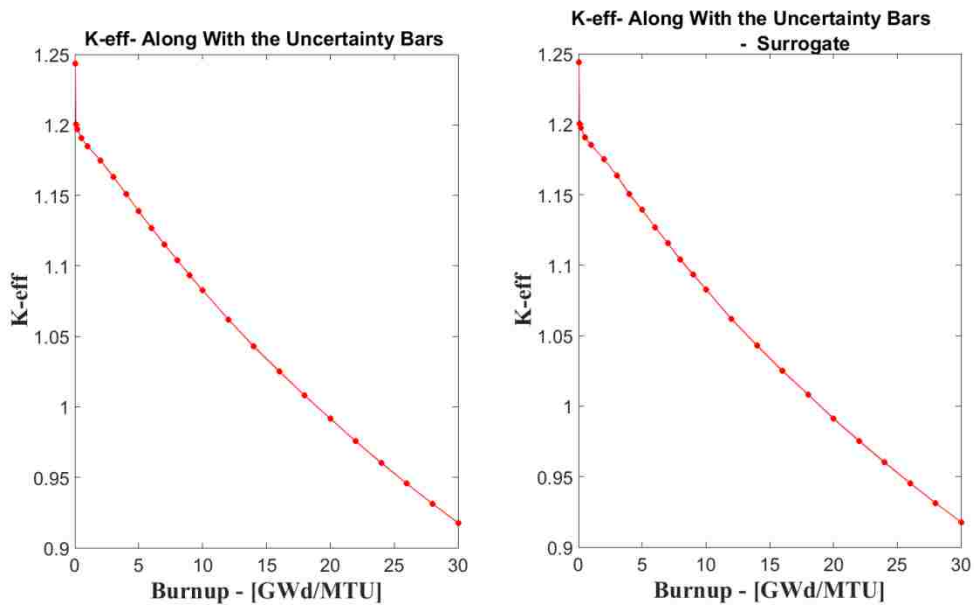 K-eff- Along With the Uncertainty Bars
1.25
1.2
1.15
1.1
1.05
1
0.95
0.9
K-eff
0 5 10 15 20 25 30
Burnup - [GWd/MTU]
K-eff- Along With the Uncertainty Bars
- Surrogate
1.25
1.2
1.15
1.1
1.05
1
0.95
0.9
K-eff
0 5 10 15 20 25 30
Burnup - [GWd/MTU]